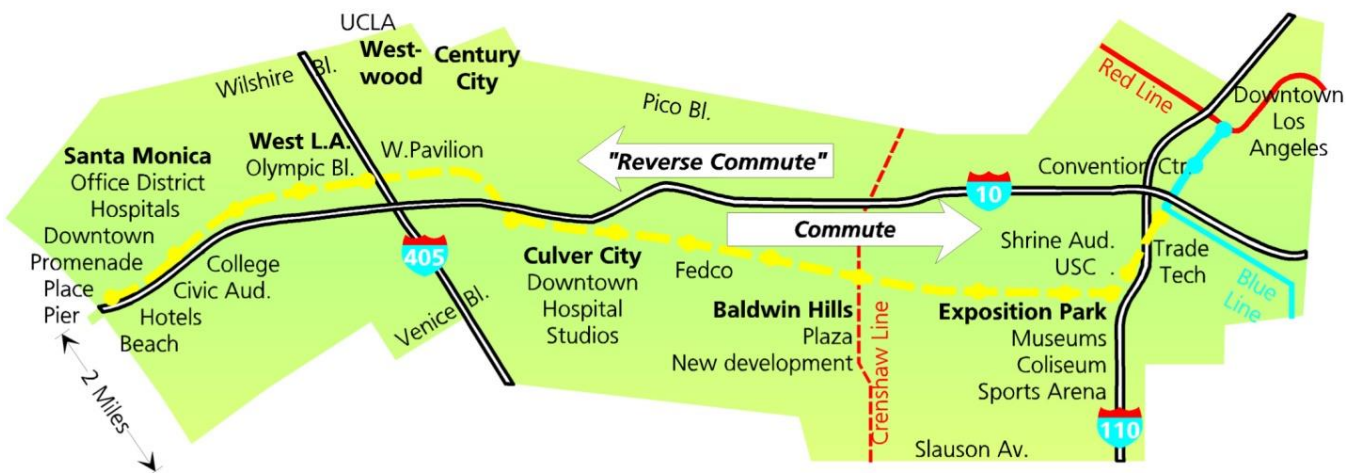 UCLA
West-
wood
Century
City
Wilshire Bl.
Pico Bl.
Red Line
Downtown
Los
Angeles
Santa Monica
Office District
Hospitals
Downtown
Promenade
Place
Pier
West L.A.
Olympic Bl.
W.Pavilion
"Reverse Commute"
Commute
Convention Ctr.
10
405
College
Civic Aud.
Hotels
Beach
2 Miles
Venice Bl.
Culver City
Downtown
Hospital
Studios
Fedco
Baldwin Hills
Plaza
New development
Crenshaw Line
Shrine Aud.
USC .
Trade
Tech
Blue
Line
Exposition Park
Museums
Coliseum
Sports Arena
110
Slauson Av.